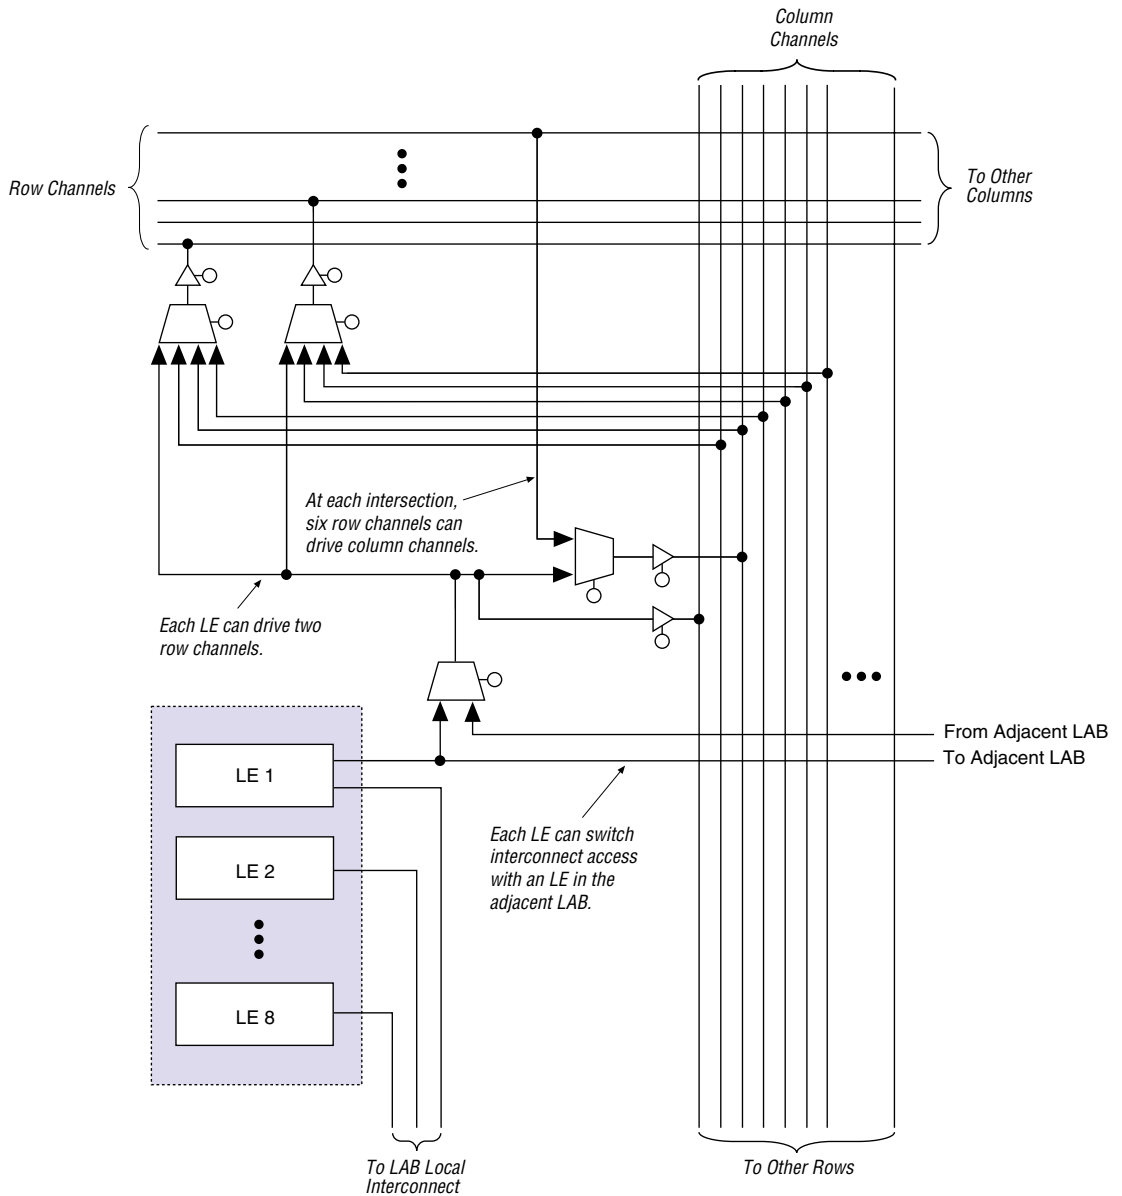 Column
Channels
Row Channels
To Other
Columns
At each intersection,
six row channels can
drive column channels.
Each LE can drive two
row channels.
From Adjacent LAB
To Adjacent LAB
LE 1
Each LE can switch
interconnect access
with an LE in the
adjacent LAB.
LE 2
LE 8
To LAB Local
Interconnect
To Other Rows